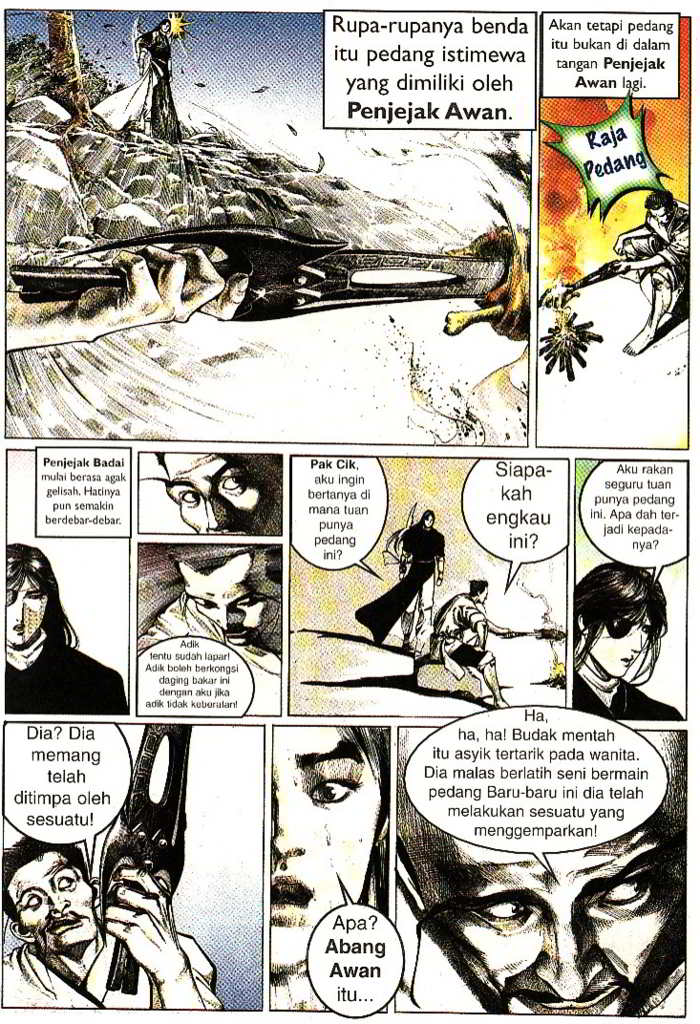 Rupa-rupanya benda
itu pedang istimewa
yang dimiliki oleh
Penjejak Awan.
Akan tetapi pedang
itu bukan di dalam
tangan Penjejak
Awan lagi.
Raja
Pedang
Penjejak Badai
mulai berasa agak
gelisah. Hatinya
pun semakin
berdebar-debar.
Adik
tentu sudah lapar!
Adik boleh berkongsi
daging bakar ini
dengan aku jika
adik tidak keberulan!
Pak Cik,
aku ingin
bertanya di
mana tuan
punya
pedang
ini?
Siapa-
kah
engkau
ini?
Aku rakan
seguru tuan
punya pedang
ini. Apa dah ter-
jadi kepada-
nya?
Dia? Dia
memang
telah
ditimpa oleh
sesuatu!
Apa?
Abang
Awan
itu...
Ha,
ha, ha! Budak mentah
itu asyik tertarik pada wanita.
Dia malas berlatih seni bermain
pedang Baru-baru ini dia telah
melakukan sesuatu yang
menggemparkan!